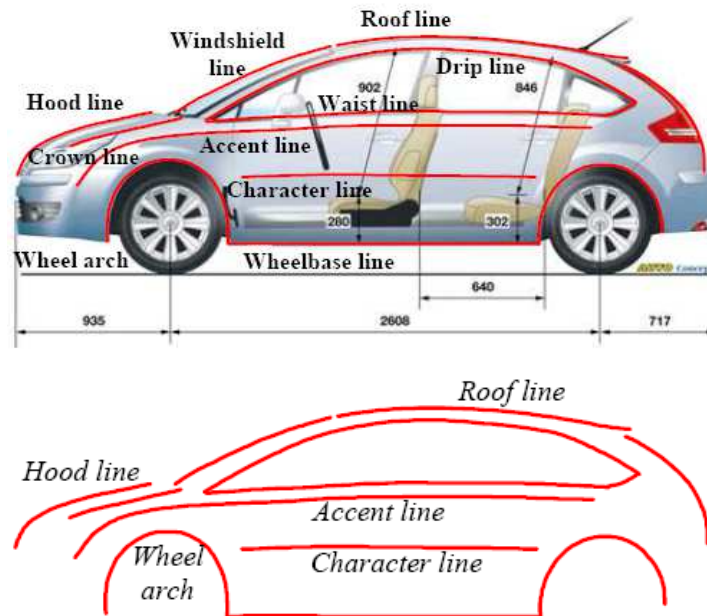 Roof line
Windshield
line
Drip line
902
846
Hood line
Waist line
Accent line
Crown line
Character line
280
302
Wheel arch
Wheelbase line
AUTO Concep
640
935
2608
717
Roof line
Hood line
Accent line
Wheel
arch
Character line